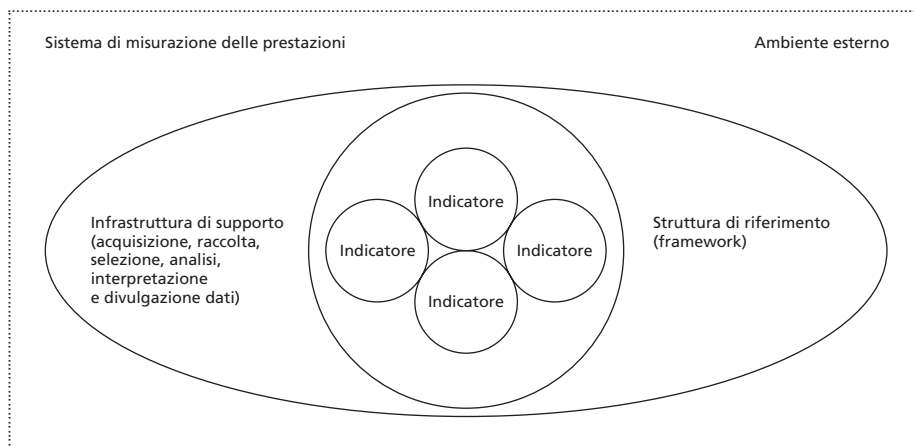 Sistema di misurazione delle prestazioni
Ambiente esterno
Indicatore
Infrastruttura di supporto
(acquisizione, raccolta,
selezione, analisi,
interpretazione
e divulgazione dati)
Indicatore
Indicatore
Indicatore
Struttura di riferimento
(framework)